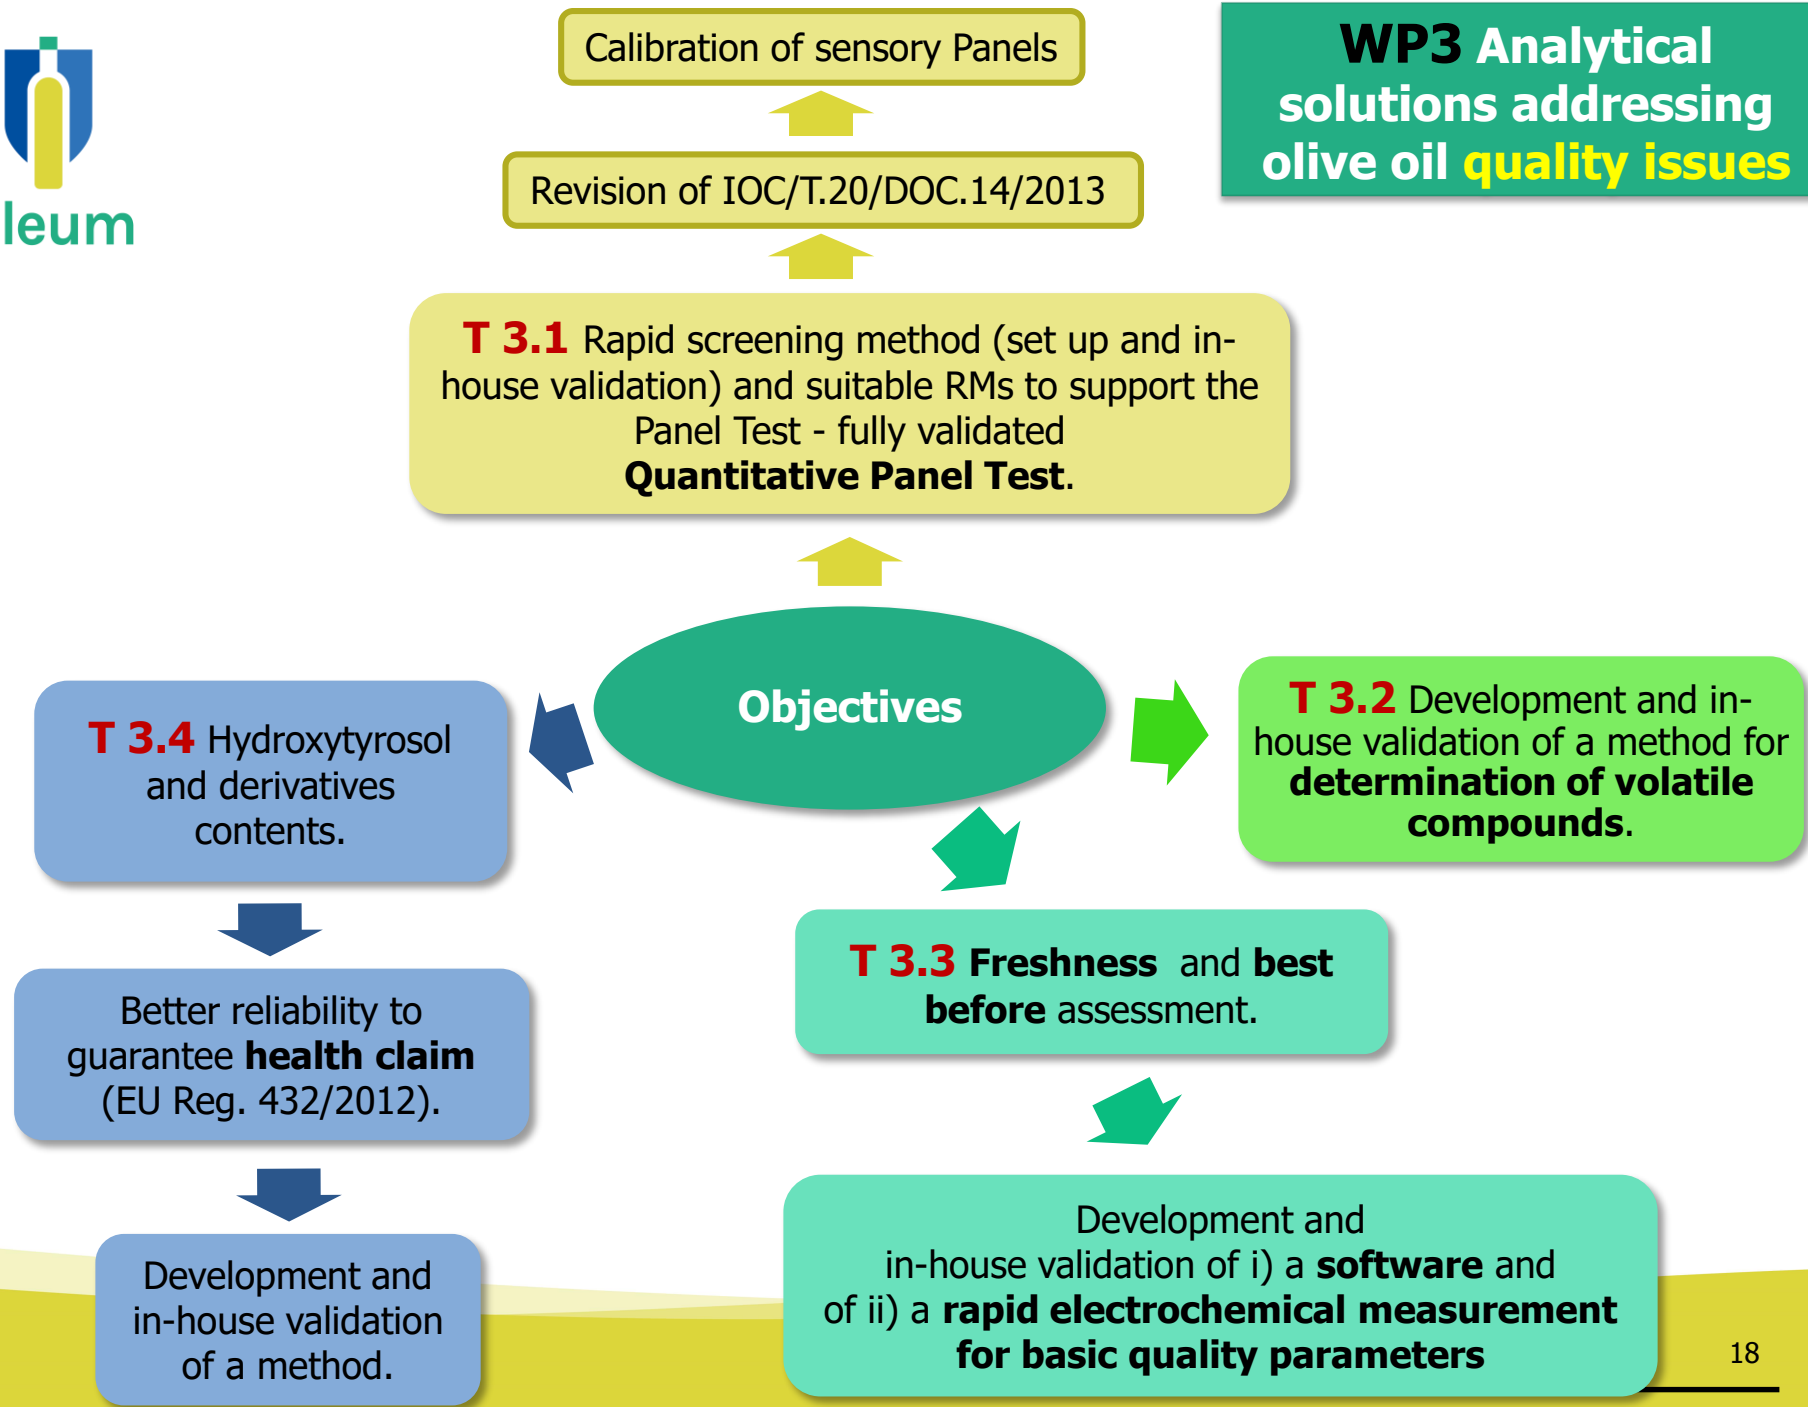 leum
WP3 Analytical
solutions addressing
olive oil quality issues
Calibration of sensory Panels
Revision of IOC/T.20/DOC.14/2013
T 3.1 Rapid screening method (set up and in-
house validation) and suitable RMs to support the
Panel Test - fully validated
Quantitative Panel Test.
Objectives
T 3.4 Hydroxytyrosol
and derivatives
contents.
T 3.2 Development and in-
house validation of a method for
determination of volatile
compounds.
T 3.3 Freshness and best
before assessment.
Better reliability to
guarantee health claim
(EU Reg. 432/2012).
Development and
in-house validation
of a method.
Development and
in-house validation of i) a software and
of ii) a rapid electrochemical measurement
for basic quality parameters
18